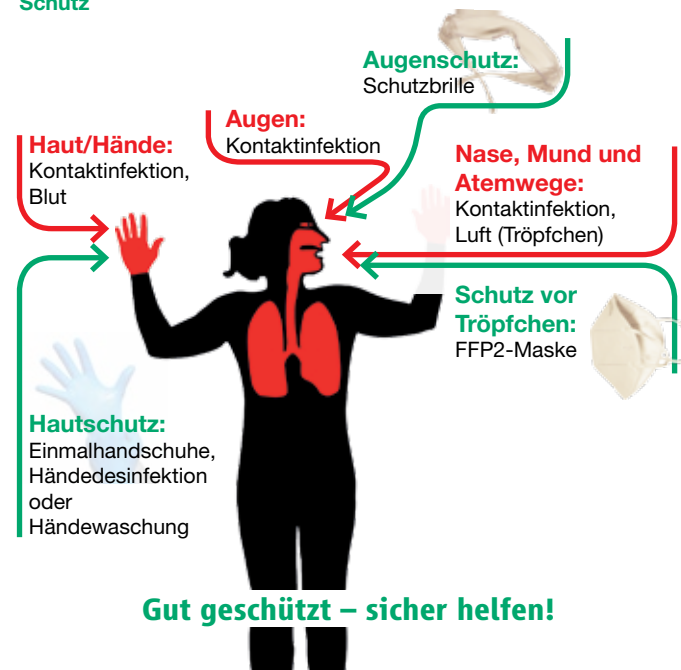 Schutz
Augenschutz:
Schutzbrille
Augen:
Kontaktinfektion
Haut/Hände:
Kontaktinfektion,
Blut
Nase, Mund und
Atemwege:
Kontaktinfektion,
Luft (Tröpfchen)
Schutz vor
Tröpfchen:
FFP2-Maske
Hautschutz:
Einmalhandschuhe,
Händedesinfektion
oder
Händewaschung
Gut geschützt – sicher helfen!